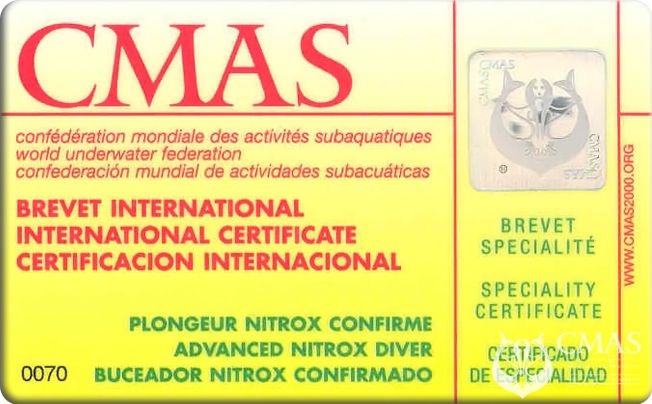 CMAS
confédération mondiale des activités subaquatiques
world underwater federation
confederación mundial de actividades subacuáticas
BREVET INTERNATIONAL
INTERNATIONAL CERTIFICATE
CERTIFICACION INTERNACIONAL
PLONGEUR NITROX CONFIRME
ADVANCED NITROX DIVER
0070 BUCEADOR NITROX CONFIRMADO
CMAS
BREVET
SPECIALITÉ
SPECIALITY
CERTIFICATE
CERTIFICADO
DE ESPECIALIDAD
WWW.CMAS2000.ORG
CMAS